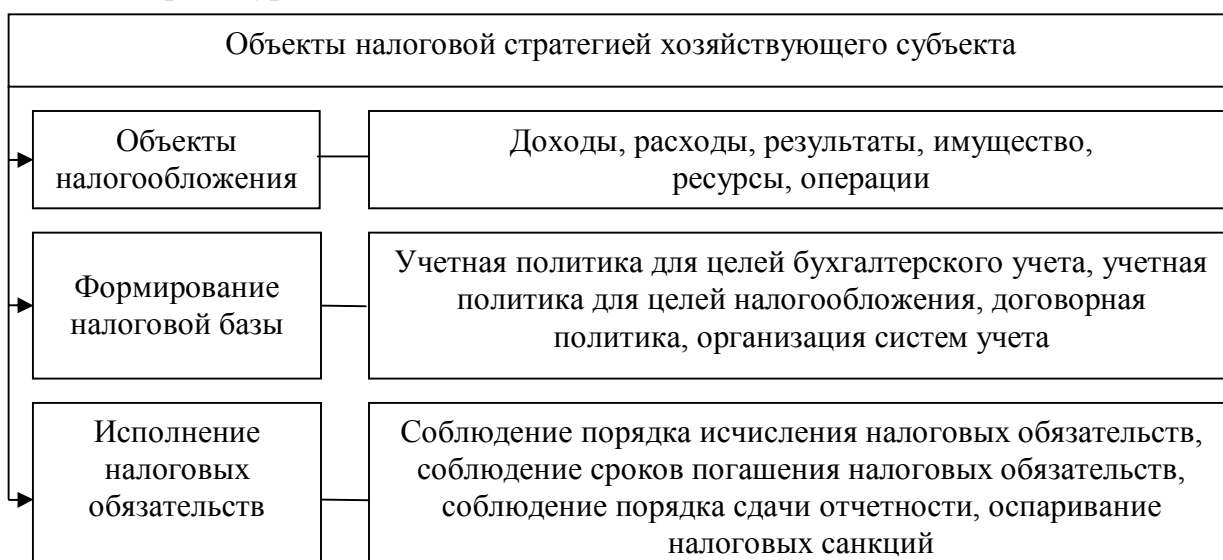 Объекты налоговой стратегией хозяйствующего субъекта
Объекты
налогообложения
Доходы, расходы, результаты, имущество,
ресурсы, операции
Формирование
налоговой базы
Учетная политика для целей бухгалтерского учета, учетная
политика для целей налогообложения, договорная
политика, организация систем учета
Исполнение
налоговых
обязательств
Соблюдение порядка исчисления налоговых обязательств,
соблюдение сроков погашения налоговых обязательств,
соблюдение порядка сдачи отчетности, оспаривание
налоговых санкций